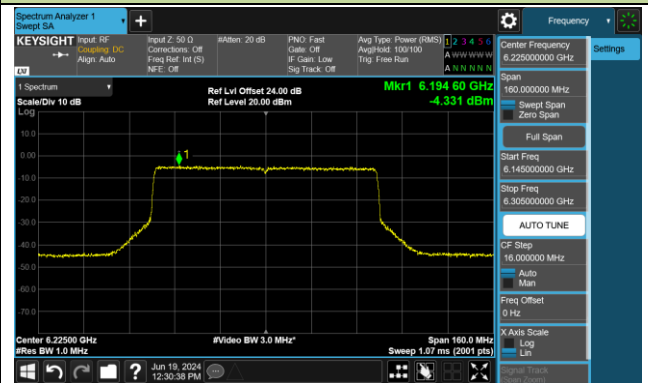 Spectrum Analyzer 1
Swept SA
+
Frequency
KEYSIGHT
Input: RF
Coupling: DC
Align: Auto
Input Z: 50 Ω
Corrections: Off
Freq Ref: Int (S)
NFE: Off
#Atten: 20 dB
PNO: Fast
Gate: Off
IF Gain: Low
Sig Track: Off
Avg Type: Power (RMS)
Avg|Hold: 100/100
Trig: Free Run
1 2 3 4 5 6
A W W W W W
A N N N N N
LXI
1 Spectrum
Scale/Div 10 dB
Log
Ref Lvl Offset 24.00 dB
Ref Level 20.00 dBm
Mkr1 6.194 60 GHz
-4.331 dBm
10.0
0.00
-10.0
-20.0
-30.0
-40.0
-50.0
-60.0
-70.0
1
Center 6.22500 GHz
#Res BW 1.0 MHz
#Video BW 3.0 MHz*
Span 160.0 MHz
Sweep 1.07 ms (2001 pts)
Jun 19, 2024
12:30:38 PM
Center Frequency
6.225000000 GHz
Settings
Span
160.000000 MHz
Swept Span
Zero Span
Full Span
Start Freq
6.145000000 GHz
Stop Freq
6.305000000 GHz
AUTO TUNE
CF Step
16.000000 MHz
Auto
Man
Freq Offset
0 Hz
X Axis Scale
Log
Lin
Signal Track
(Span Zoom)